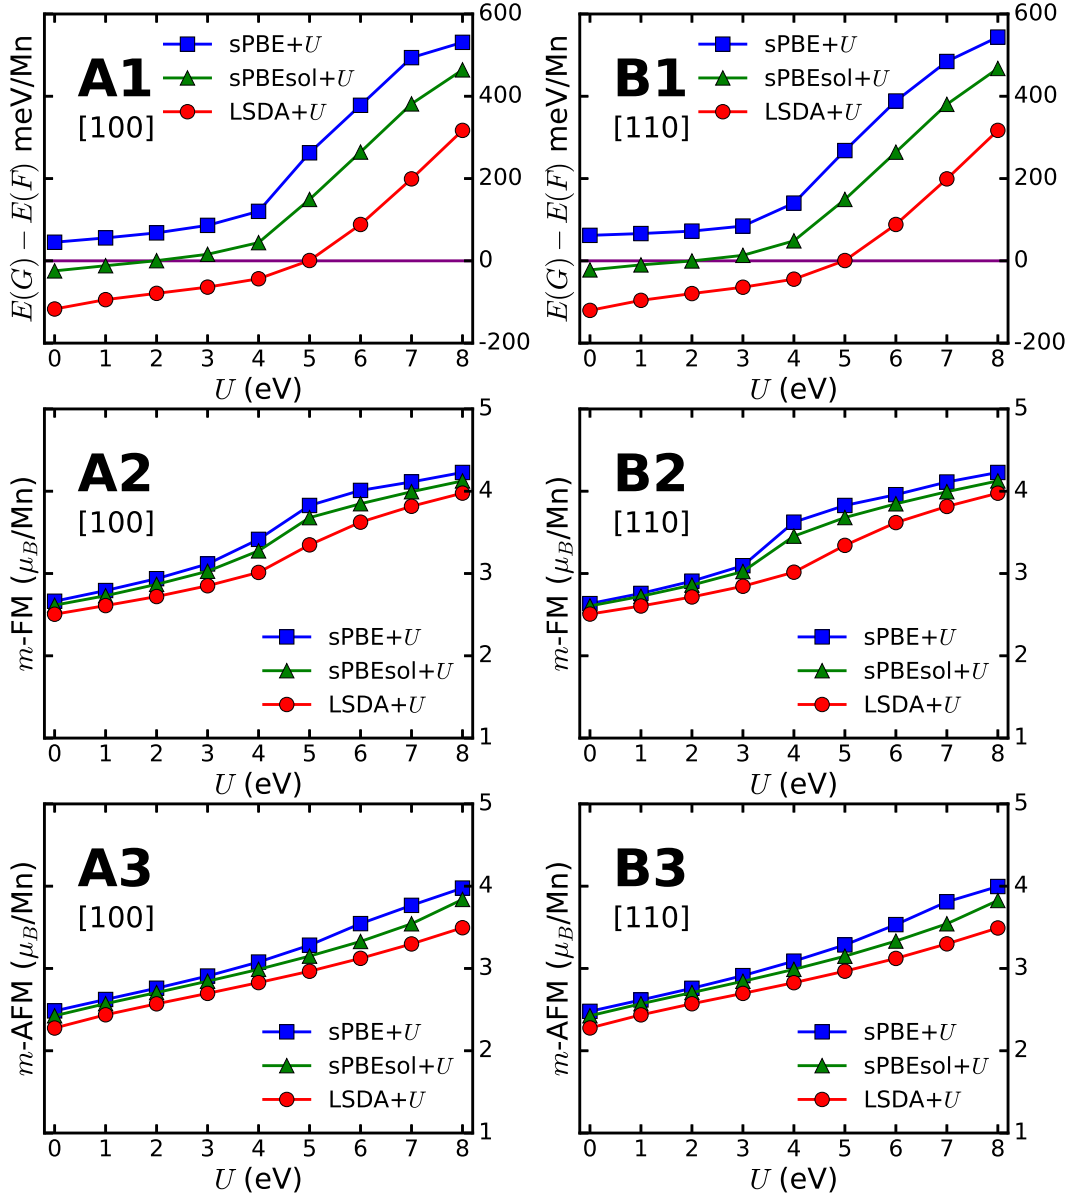 A1
[100]
sPBE+U
sPBEsol+U
LSDA+U
E(G) − E(F) meV/Mn
600
400
200
0
-200
0 1 2 3 4 5 6 7 8
U (eV)
B1
[110]
sPBE+U
sPBEsol+U
LSDA+U
E(G) − E(F) meV/Mn
600
400
200
0
-200
0 1 2 3 4 5 6 7 8
U (eV)
A2
[100]
m-FM (μ_B/Mn)
5
4
3
2
1
sPBE+U
sPBEsol+U
LSDA+U
0 1 2 3 4 5 6 7 8
U (eV)
B2
[110]
m-FM (μ_B/Mn)
5
4
3
2
1
sPBE+U
sPBEsol+U
LSDA+U
0 1 2 3 4 5 6 7 8
U (eV)
A3
[100]
m-AFM (μ_B/Mn)
5
4
3
2
1
sPBE+U
sPBEsol+U
LSDA+U
0 1 2 3 4 5 6 7 8
U (eV)
B3
[110]
m-AFM (μ_B/Mn)
5
4
3
2
1
sPBE+U
sPBEsol+U
LSDA+U
0 1 2 3 4 5 6 7 8
U (eV)